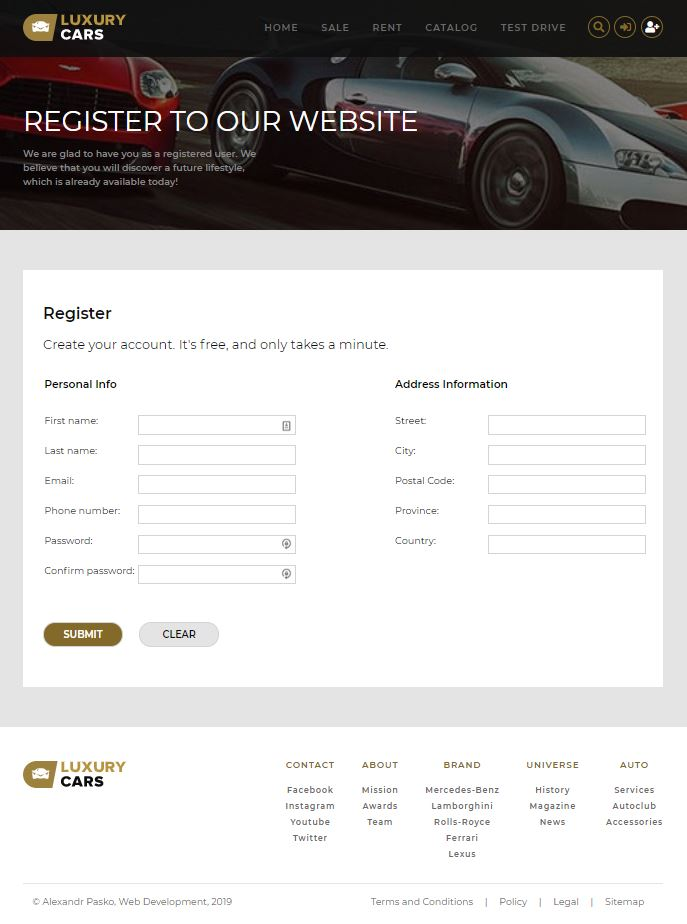 LUXURY
CARS
HOME SALE RENT CATALOG TEST DRIVE
REGISTER TO OUR WEBSITE
We are glad to have you as a registered user. We
believe that you will discover a future lifestyle,
which is already available today!
Register
Create your account. It's free, and only takes a minute.
Personal Info
First name:
Last name:
Email:
Phone number:
Password:
Confirm password:
Address Information
Street:
City:
Postal Code:
Province:
Country:
SUBMIT CLEAR
LUXURY
CARS
CONTACT
Facebook
Instagram
Youtube
Twitter
ABOUT
Mission
Awards
Team
BRAND
Mercedes-Benz
Lamborghini
Rolls-Royce
Ferrari
Lexus
UNIVERSE
History
Magazine
News
AUTO
Services
Autoclub
Accessories
© Alexandr Pasko, Web Development, 2019
Terms and Conditions | Policy | Legal | Sitemap